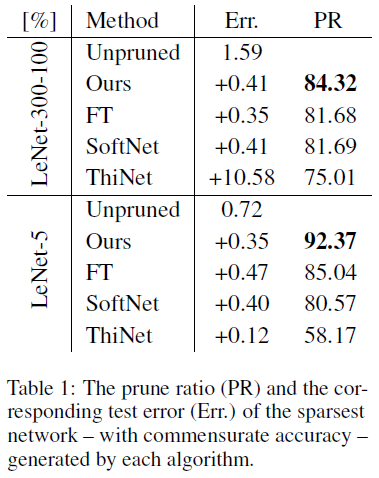 [%] Method Err. PR
LeNet-300-100
Unpruned 1.59
Ours +0.41 84.32
FT +0.35 81.68
SoftNet +0.41 81.69
ThiNet +10.58 75.01
LeNet-5
Unpruned 0.72
Ours +0.35 92.37
FT +0.47 85.04
SoftNet +0.40 80.57
ThiNet +0.12 58.17
Table 1: The prune ratio (PR) and the cor-
responding test error (Err.) of the sparsest
network – with commensurate accuracy –
generated by each algorithm.